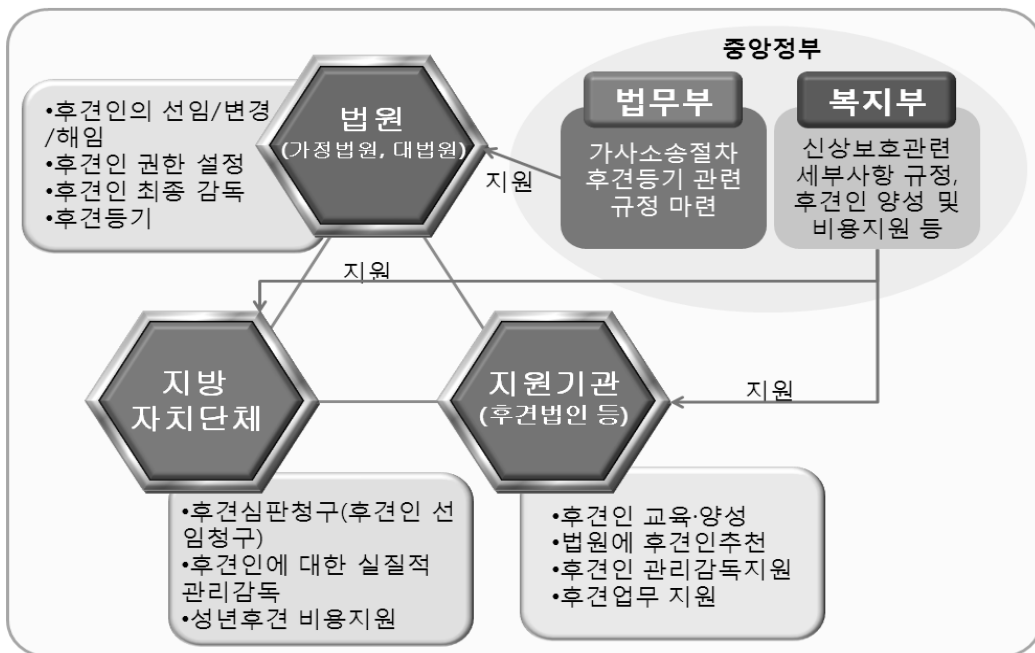 중앙정부
법무부
가사소송절차
후견등기 관련
규정 마련
복지부
신상보호관련
세부사항 규정,
후견인 양성 및
비용지원 등
법원
(가정법원, 대법원)
•후견인의 선임/변경
/해임
•후견인 권한 설정
•후견인 최종 감독
•후견등기
지원
지원
지원
지방
자치단체
•후견심판청구(후견인 선
임청구)
•후견인에 대한 실질적
관리감독
•성년후견 비용지원
지원기관
(후견법인 등)
•후견인 교육·양성
•법원에 후견인추천
•후견인 관리감독지원
•후견업무 지원